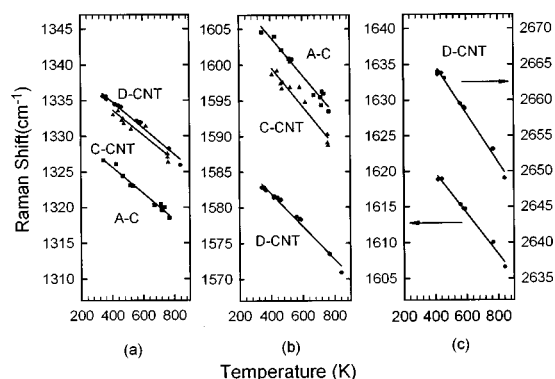 Raman Shift(cm⁻¹)
1345
1340
1335
1330
1325
1320
1315
1310
D-CNT
C-CNT
A-C
200 400 600 800
(a)
1605
1600
1595
1590
1585
1580
1575
1570
A-C
C-CNT
D-CNT
200 400 600 800
(b)
1640
1635
1630
1625
1620
1615
1610
1605
D-CNT
2670
2665
2660
2655
2650
2645
2640
2635
200 400 600 800
(c)
Temperature (K)